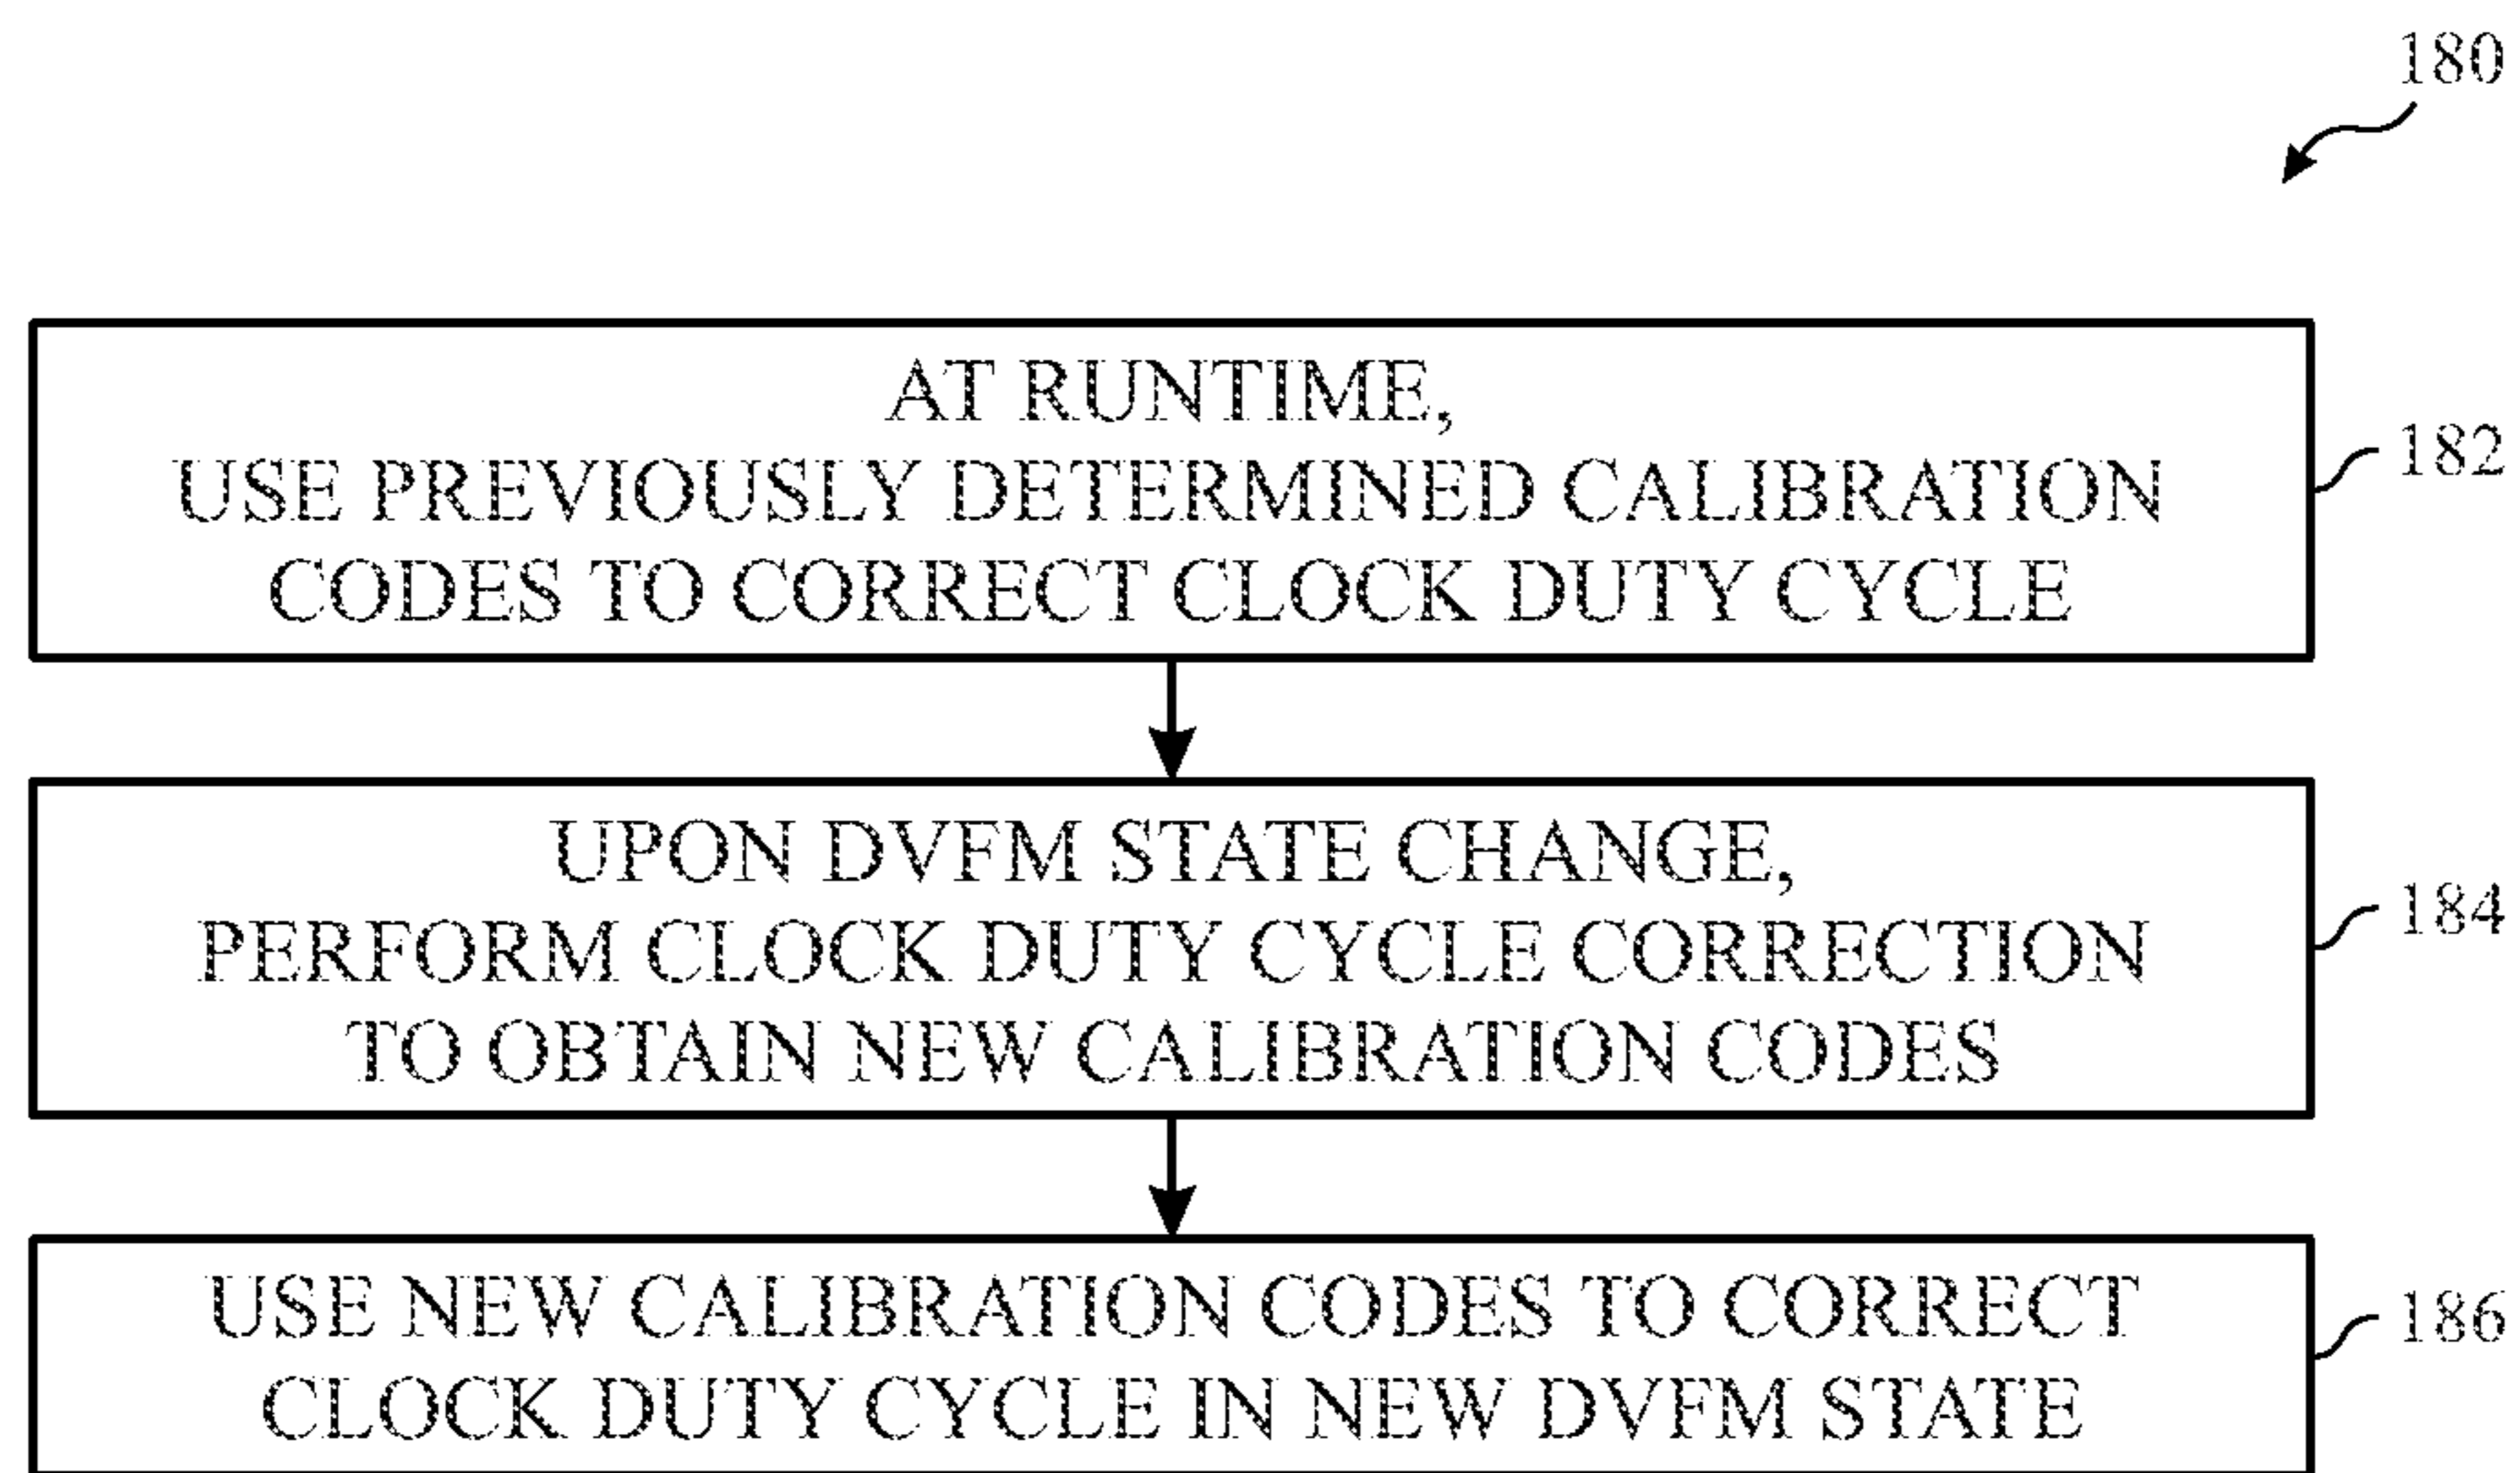 180
AT RUNTIME,
USE PREVIOUSLY DETERMINED CALIBRATION
CODES TO CORRECT CLOCK DUTY CYCLE
182
UPON DVFM STATE CHANGE,
PERFORM CLOCK DUTY CYCLE CORRECTION
TO OBTAIN NEW CALIBRATION CODES
184
USE NEW CALIBRATION CODES TO CORRECT
CLOCK DUTY CYCLE IN NEW DVFM STATE
186